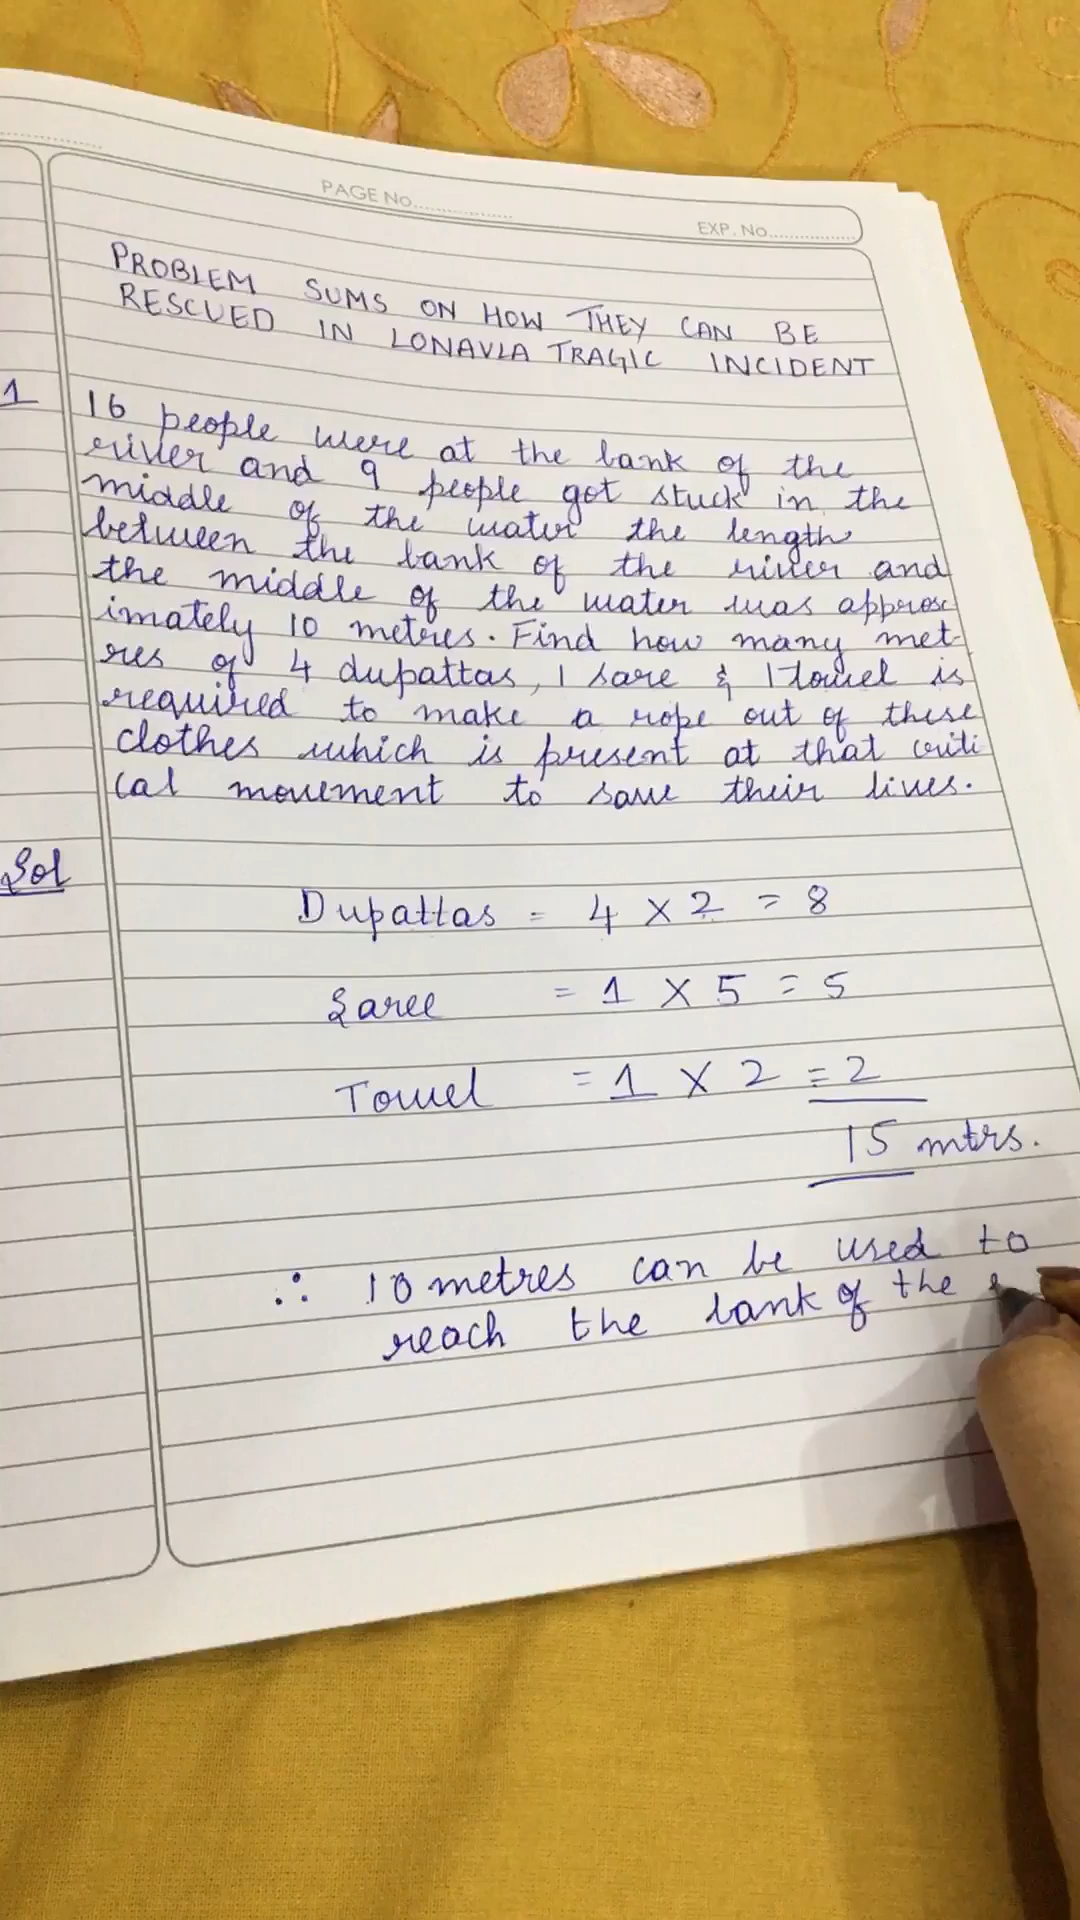 PAGE No.
EXP. No.
PROBLEM SUMS ON HOW THEY CAN BE
RESCUED IN LONAVLA TRAGIC INCIDENT
1 16 people were at the bank of the
river and 9 people got stuck in the
middle of the water the length
between the bank of the river and
the middle of the water was approx
imately 10 metres. Find how many met
res of 4 dupattas, 1 sare & 1 towel is
required to make a rope out of these
clothes which is present at that criti
cal movement to save their lives.
Sol
Dupattas = 4 X 2 = 8
Saree = 1 X 5 = 5
Towel = 1 X 2 = 2
15 mtrs.
∴ 10 metres can be used to
reach the bank of the